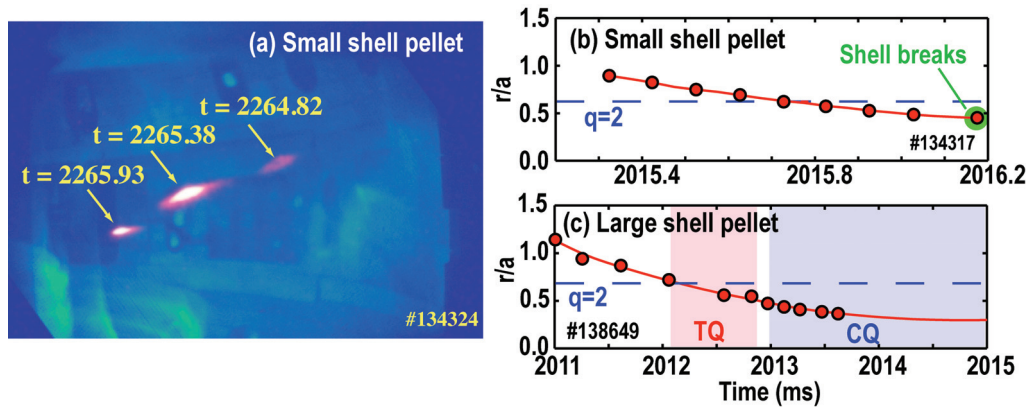 (a) Small shell pellet
t = 2264.82
t = 2265.38
t = 2265.93
#134324
(b) Small shell pellet
Shell breaks
q=2
#134317
r/a
1.5
1.0
0.5
0.0
2015.4
2015.8
2016.2
(c) Large shell pellet
q=2
#138649
TQ
CQ
r/a
1.5
1.0
0.5
0.0
2011
2012
2013
2014
2015
Time (ms)